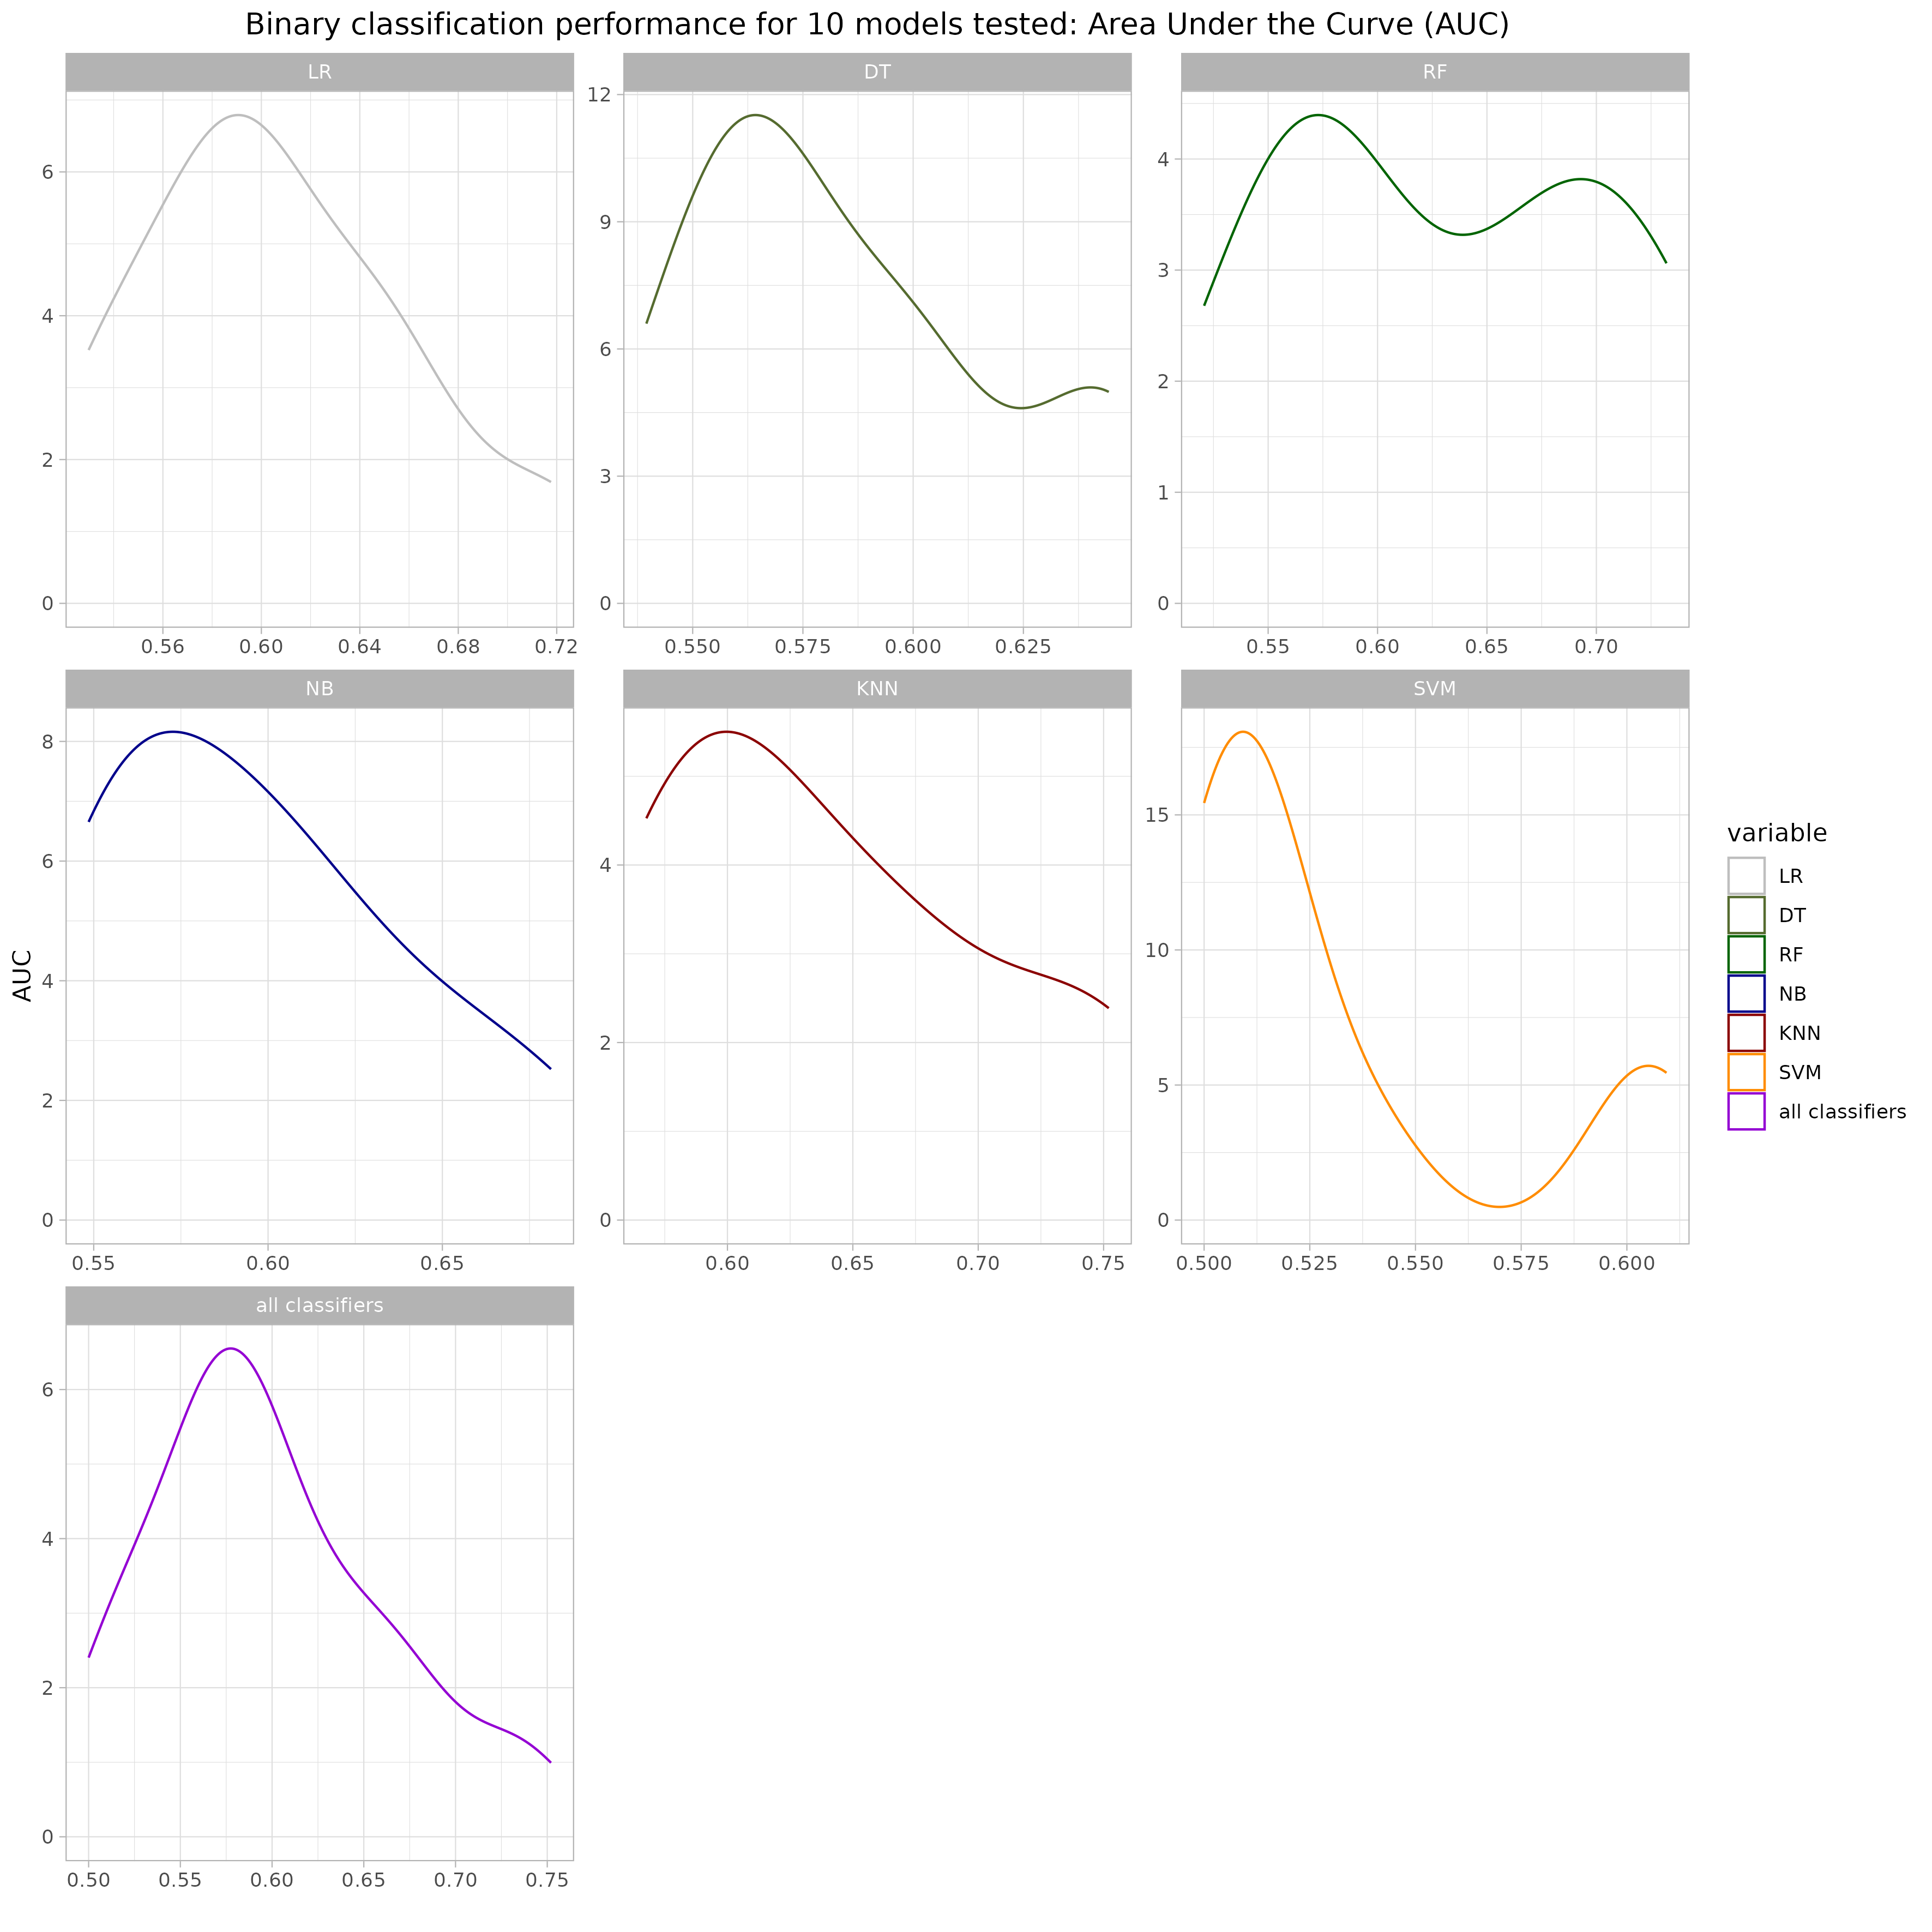 Binary classification performance for 10 models tested: Area Under the Curve (AUC)
LR
DT
RF
6
4
2
0
0.56 0.60 0.64 0.68 0.72
12
9
6
3
0
0.550 0.575 0.600 0.625
4
3
2
1
0
0.55 0.60 0.65 0.70
NB
KNN
SVM
8
6
4
2
0
0.55 0.60 0.65
4
2
0
0.60 0.65 0.70 0.75
15
10
5
0
0.500 0.525 0.550 0.575 0.600
all classifiers
6
4
2
0
0.50 0.55 0.60 0.65 0.70 0.75
AUC
variable
LR
DT
RF
NB
KNN
SVM
all classifiers